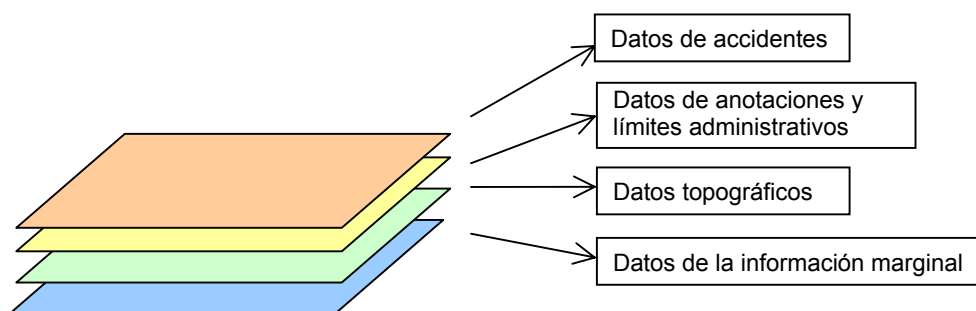 Datos de accidentes
Datos de anotaciones y
límites administrativos
Datos topográficos
Datos de la información marginal